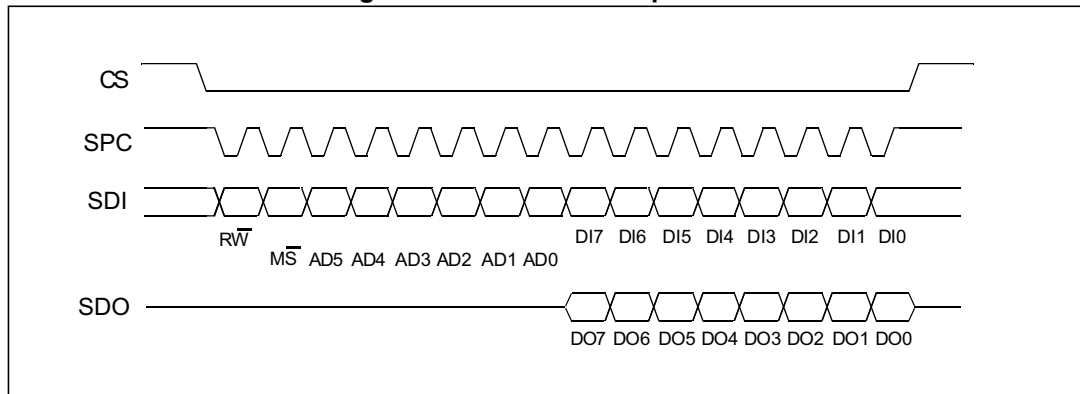 CS
SPC
SDI
RW̅
MS̅ AD5 AD4 AD3 AD2 AD1 AD0
DI7 DI6 DI5 DI4 DI3 DI2 DI1 DI0
SDO
DO7 DO6 DO5 DO4 DO3 DO2 DO1 DO0